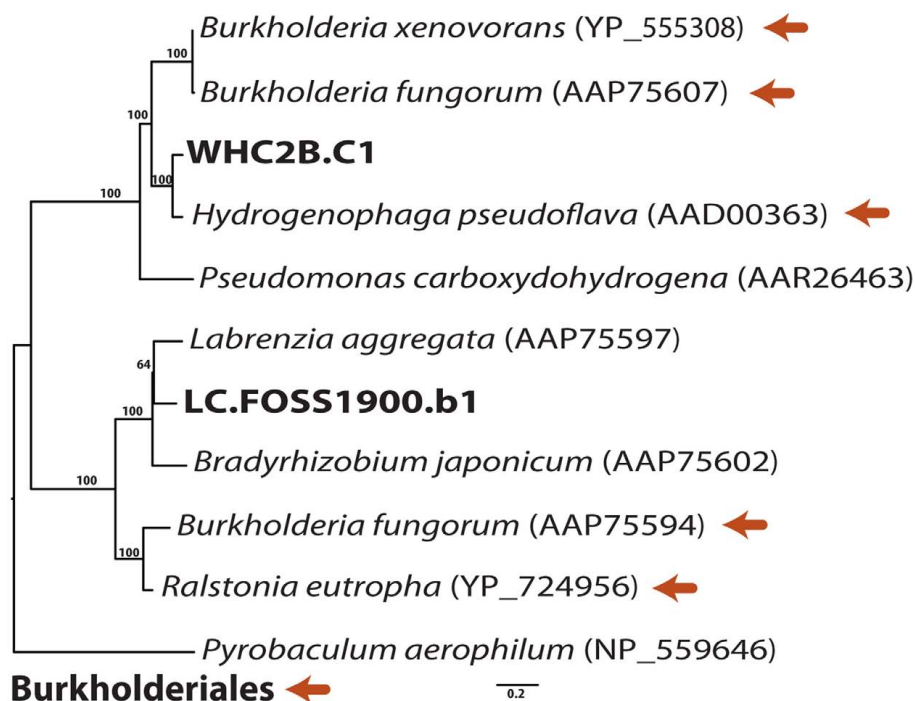 Burkholderia xenovorans (YP_555308)
100
Burkholderia fungorum (AAP75607)
100
WHC2B.C1
100
100
Hydrogenophaga pseudoflava (AAD00363)
Pseudomonas carboxydohydrogena (AAR26463)
Labrenzia aggregata (AAP75597)
64
LC.FOSS1900.b1
100
Bradyrhizobium japonicum (AAP75602)
100
Burkholderia fungorum (AAP75594)
100
Ralstonia eutropha (YP_724956)
Pyrobaculum aerophilum (NP_559646)
Burkholderiales
0.2